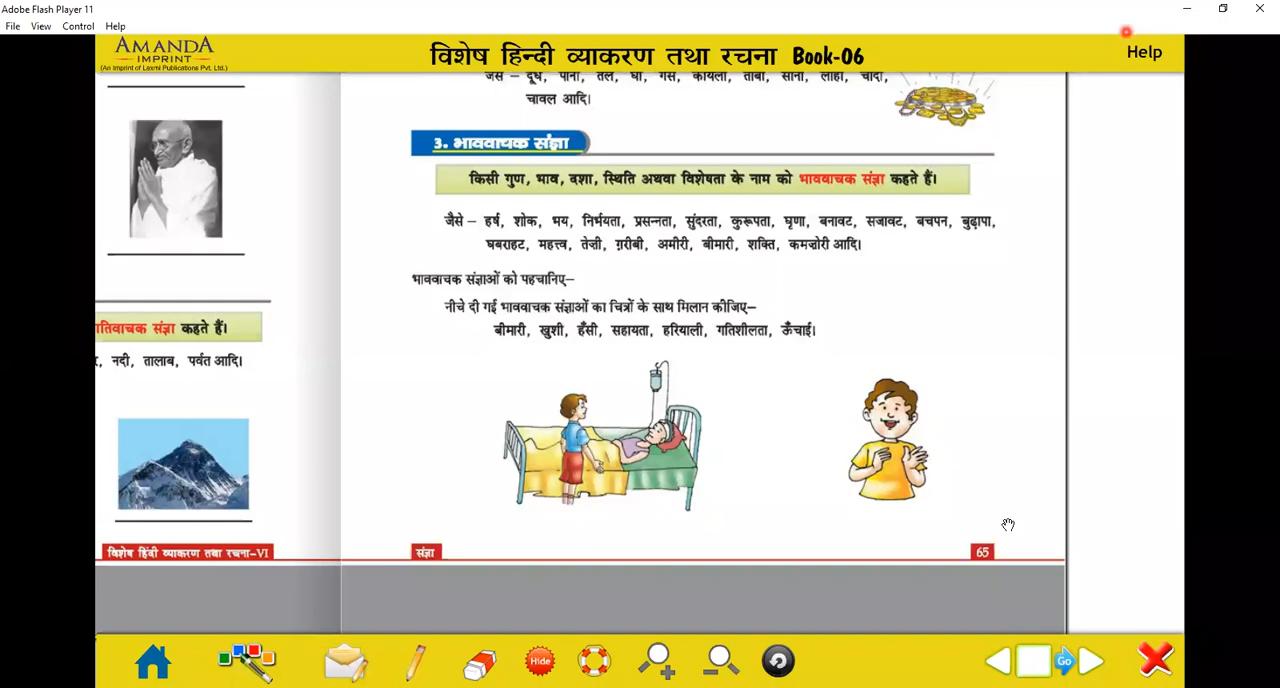 Adobe Flash Player 11
File View Control Help
AMANDA
IMPRINT
(An Imprint of Laxmi Publications Pvt. Ltd.)
विशेष हिन्दी व्याकरण तथा रचना Book-06
Help
जैसे – दूध, पानी, तेल, घी, गैस, कोयला, ताँबा, सोना, लोहा, चाँदी,
चावल आदि।
3. भाववाचक संज्ञा
किसी गुण, भाव, दशा, स्थिति अथवा विशेषता के नाम को भाववाचक संज्ञा कहते हैं।
जैसे – हर्ष, शोक, भय, निर्भयता, प्रसन्नता, सुंदरता, कुरूपता, घृणा, बनावट, सजावट, बचपन, बुढ़ापा,
घबराहट, महत्त्व, तेज़ी, ग़रीबी, अमीरी, बीमारी, शक्ति, कमज़ोरी आदि।
भाववाचक संज्ञाओं को पहचानिए–
नीचे दी गई भाववाचक संज्ञाओं का चित्रों के साथ मिलान कीजिए–
बीमारी, खुशी, हँसी, सहायता, हरियाली, गतिशीलता, ऊँचाई।
संज्ञा
65
कहते हैं।
नदी, तालाब, पर्वत आदि।
विशेष हिंदी व्याकरण तथा रचना-VI
Hide
Go